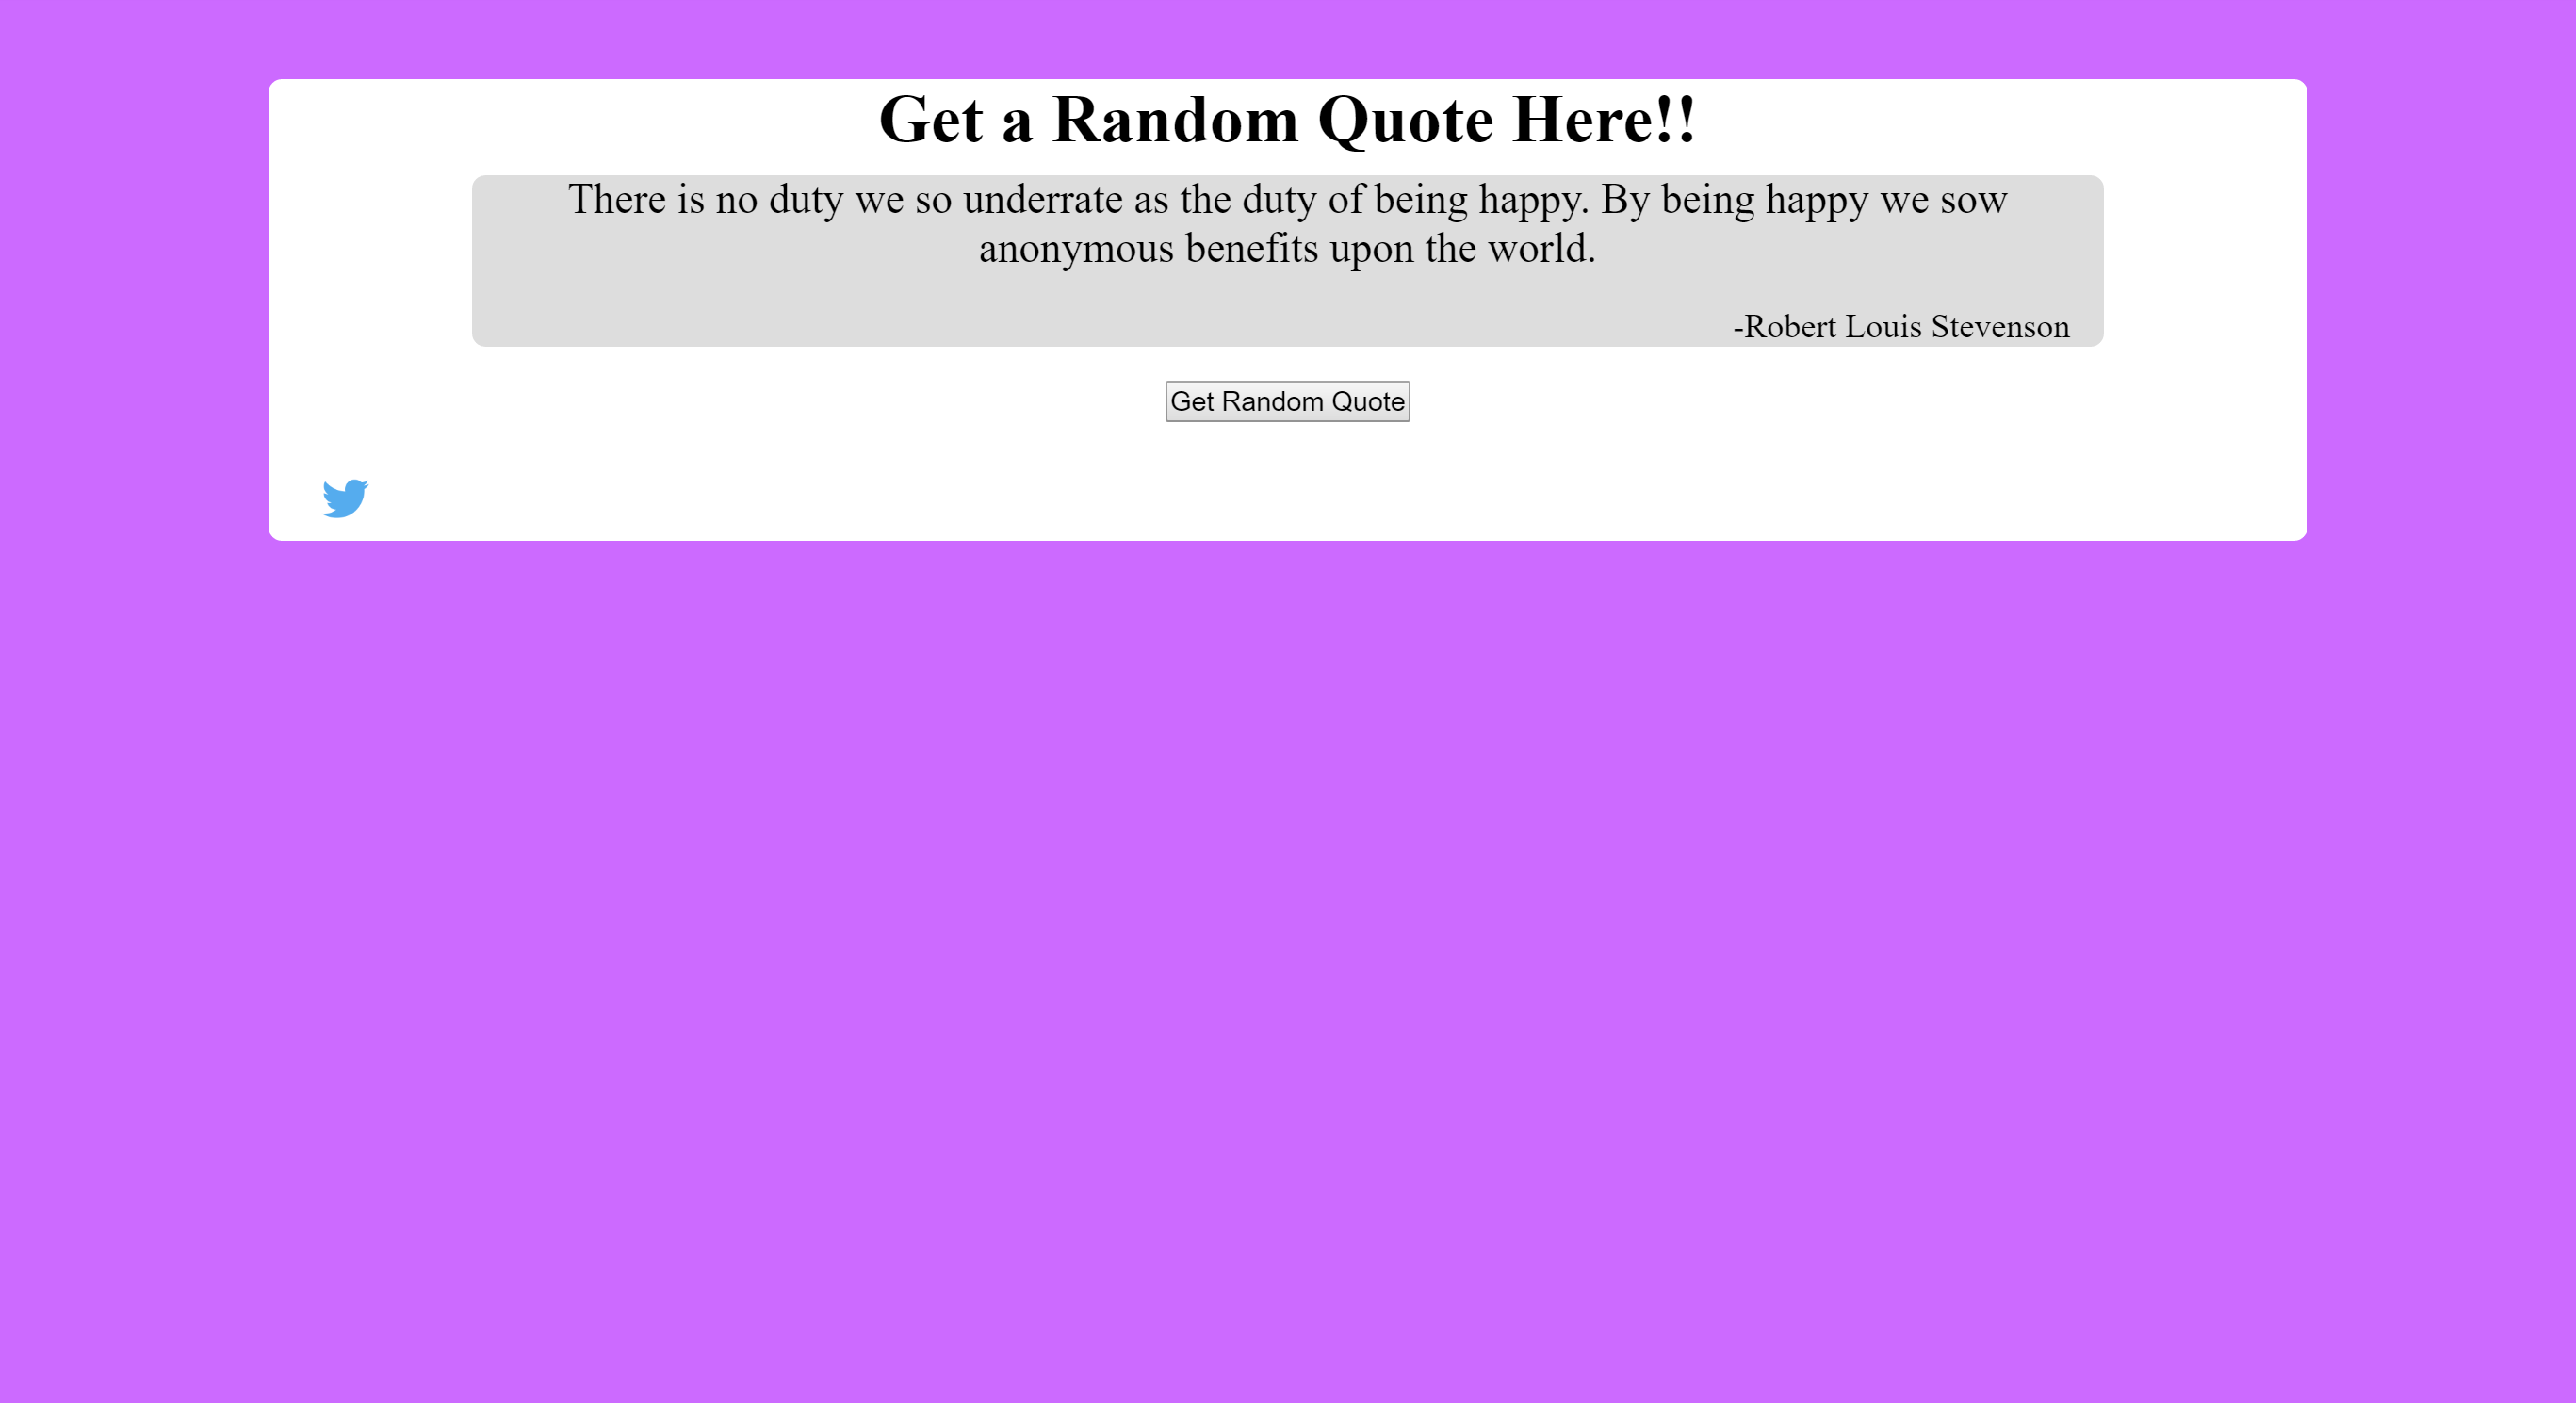 Get a Random Quote Here!!
There is no duty we so underrate as the duty of being happy. By being happy we sow
anonymous benefits upon the world.
-Robert Louis Stevenson
Get Random Quote